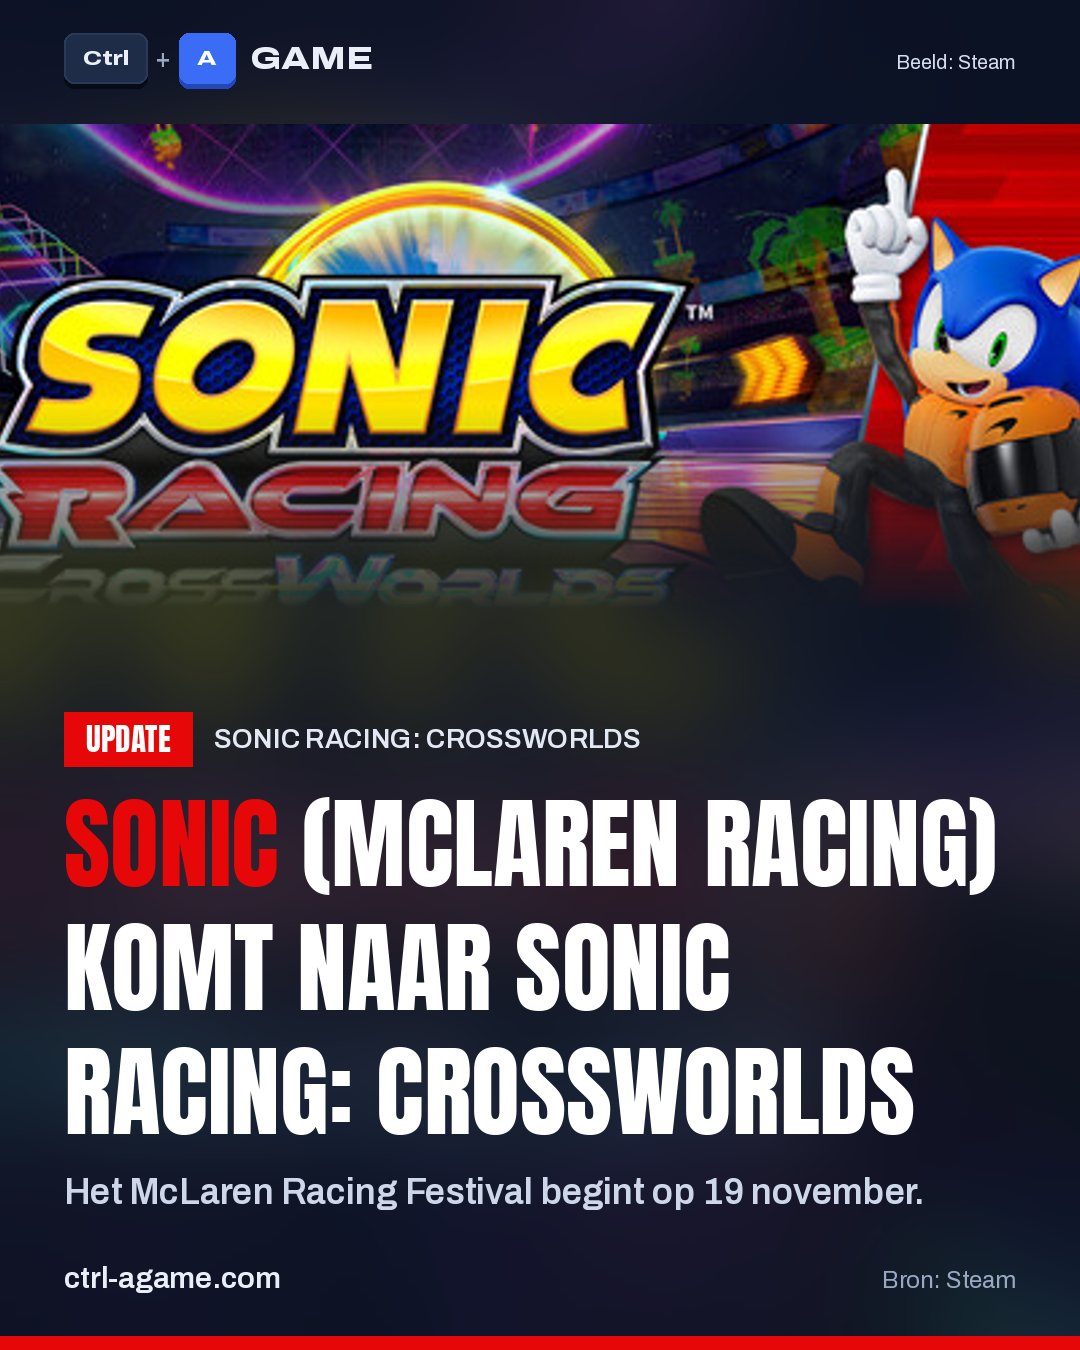 Ctrl + A GAME
Beeld: Steam
SONIC™
RACING
CROSSWORLDS
UPDATE SONIC RACING: CROSSWORLDS
SONIC (MCLAREN RACING)
KOMT NAAR SONIC
RACING: CROSSWORLDS
Het McLaren Racing Festival begint op 19 november.
ctrl-agame.com
Bron: Steam